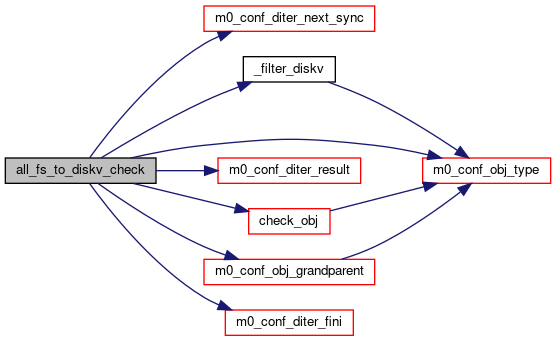 m0_conf_diter_next_sync
_filter_diskv
all_fs_to_diskv_check
m0_conf_diter_result
m0_conf_obj_type
check_obj
m0_conf_obj_grandparent
m0_conf_diter_fini